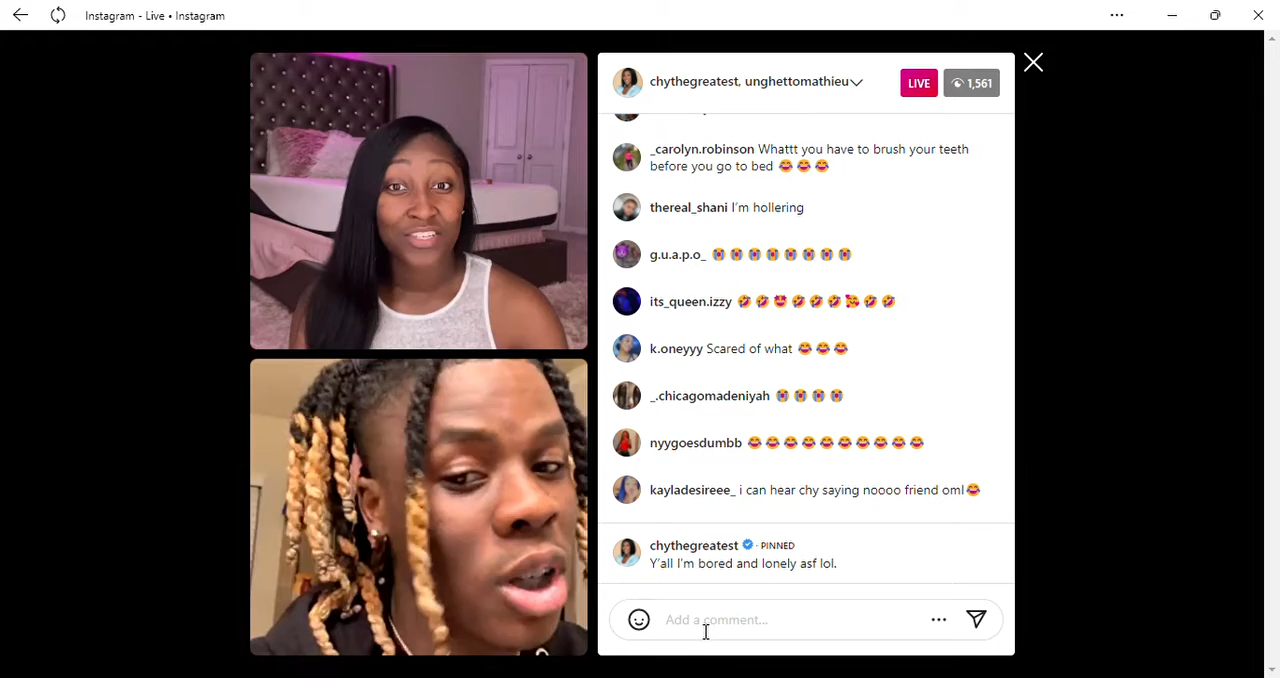 Instagram - Live • Instagram
chythegreatest, unghettomathieu
LIVE
1,561
_carolyn.robinson Whattt you have to brush your teeth
before you go to bed 😂 😂 😂
thereal_shani I'm hollering
g.u.a.p.o_ 😭 😭 😭 😭 😭 😭 😭 😭
its_queen.izzy 🤣 🤣 🤩 🤣 🤣 🤣 🥰 🤣 🤣
k.oneyyy Scared of what 😂 😂 😂
_.chicagomadeniyah 😭 😭 😭 😭
nyygoesdumbb 😂 😂 😂 😂 😂 😂 😂 😂 😂 😂
kayladesireee_ i can hear chy saying noooo friend oml😂
chythegreatest · PINNED
Y'all I'm bored and lonely asf lol.
Add a comment...